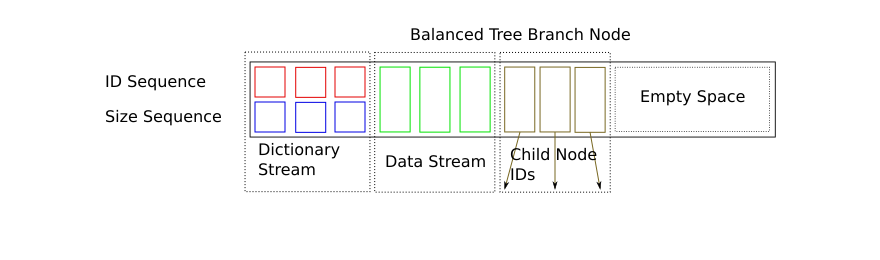 Balanced Tree Branch Node
ID Sequence
Size Sequence
Empty Space
Dictionary
Stream
Data Stream
Child Node
IDs